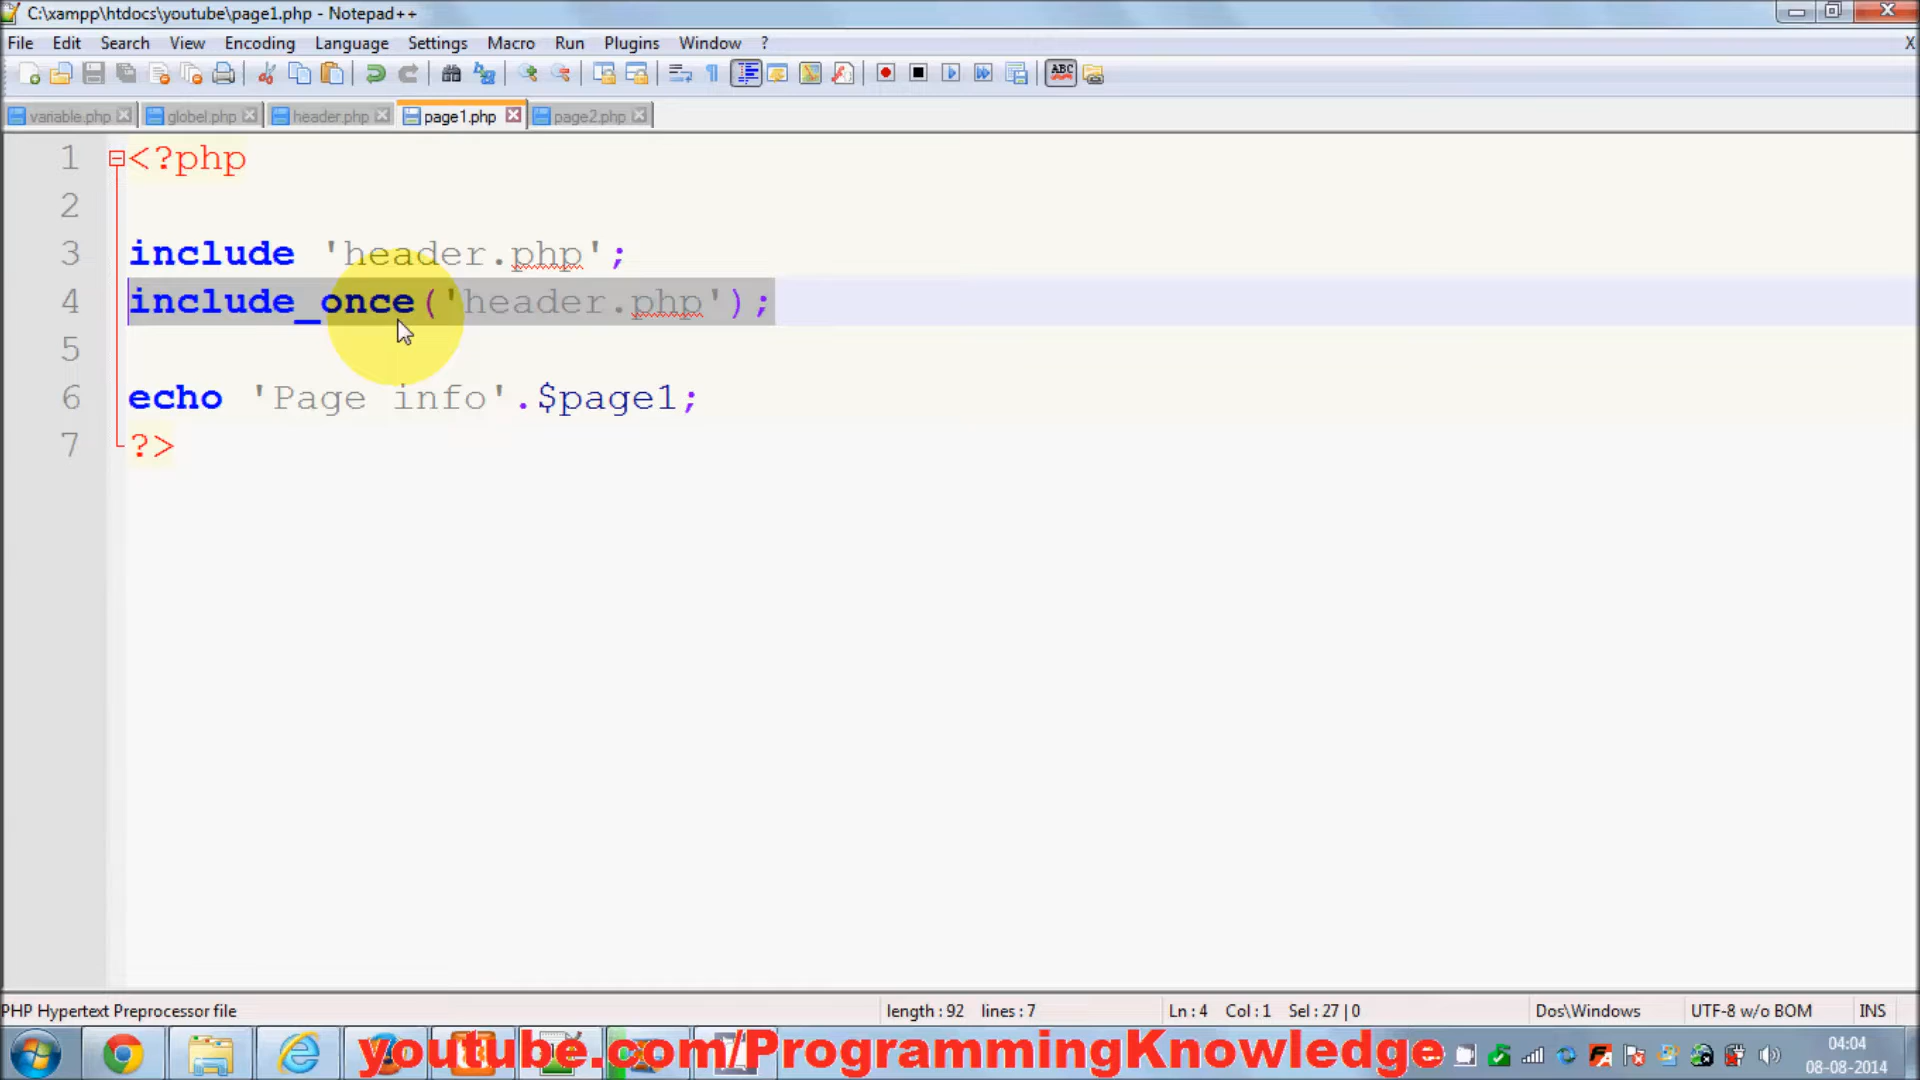 C:\xampp\htdocs\youtube\page1.php - Notepad++
File Edit Search View Encoding Language Settings Macro Run Plugins Window ? X
ABC
variable.php globel.php header.php page1.php page2.php
1 <?php
2
3 include 'header.php';
4 include_once('header.php');
5
6 echo 'Page info'.$page1;
7 ?>
PHP Hypertext Preprocessor file length : 92 lines : 7 Ln : 4 Col : 1 Sel : 27 | 0 Dos\Windows UTF-8 w/o BOM INS
youtube.com/ProgrammingKnowledge
04:04
08-08-2014